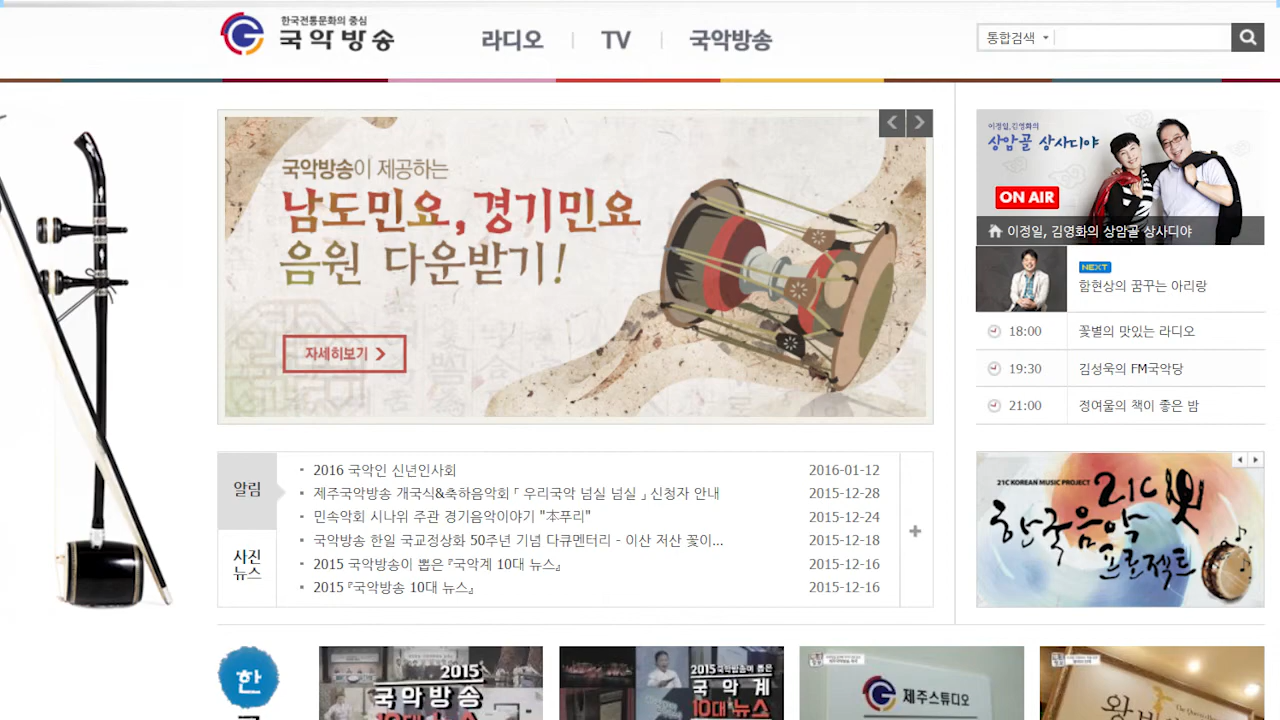 한국전통문화의 중심
국악방송
라디오
TV
국악방송
통합검색
국악방송이 제공하는
남도민요, 경기민요
음원 다운받기!
자세히보기
이정일, 김영화의
상암골 상사디야
ON AIR
이정일, 김영화의 상암골 상사디야
NEXT
함현상의 꿈꾸는 아리랑
18:00 꽃별의 맛있는 라디오
19:30 김성욱의 FM국악당
21:00 정여울의 책이 좋은 밤
알림
사진
뉴스
2016 국악인 신년인사회 2016-01-12
제주국악방송 개국식&축하음악회 「 우리국악 넘실 넘실 」 신청자 안내 2015-12-28
민속악회 시나위 주관 경기음악이야기 "本푸리" 2015-12-24
국악방송 한일 국교정상화 50주년 기념 다큐멘터리 - 이산 저산 꽃이... 2015-12-18
2015 국악방송이 뽑은 『국악계 10대 뉴스』 2015-12-16
2015 『국악방송 10대 뉴스』 2015-12-16
21C KOREAN MUSIC PROJECT
21C
한국음악
프로젝트
한
2015
국악방송
10대 뉴스
2015 국악방송이 뽑은
국악계
10대 뉴스
제주스튜디오